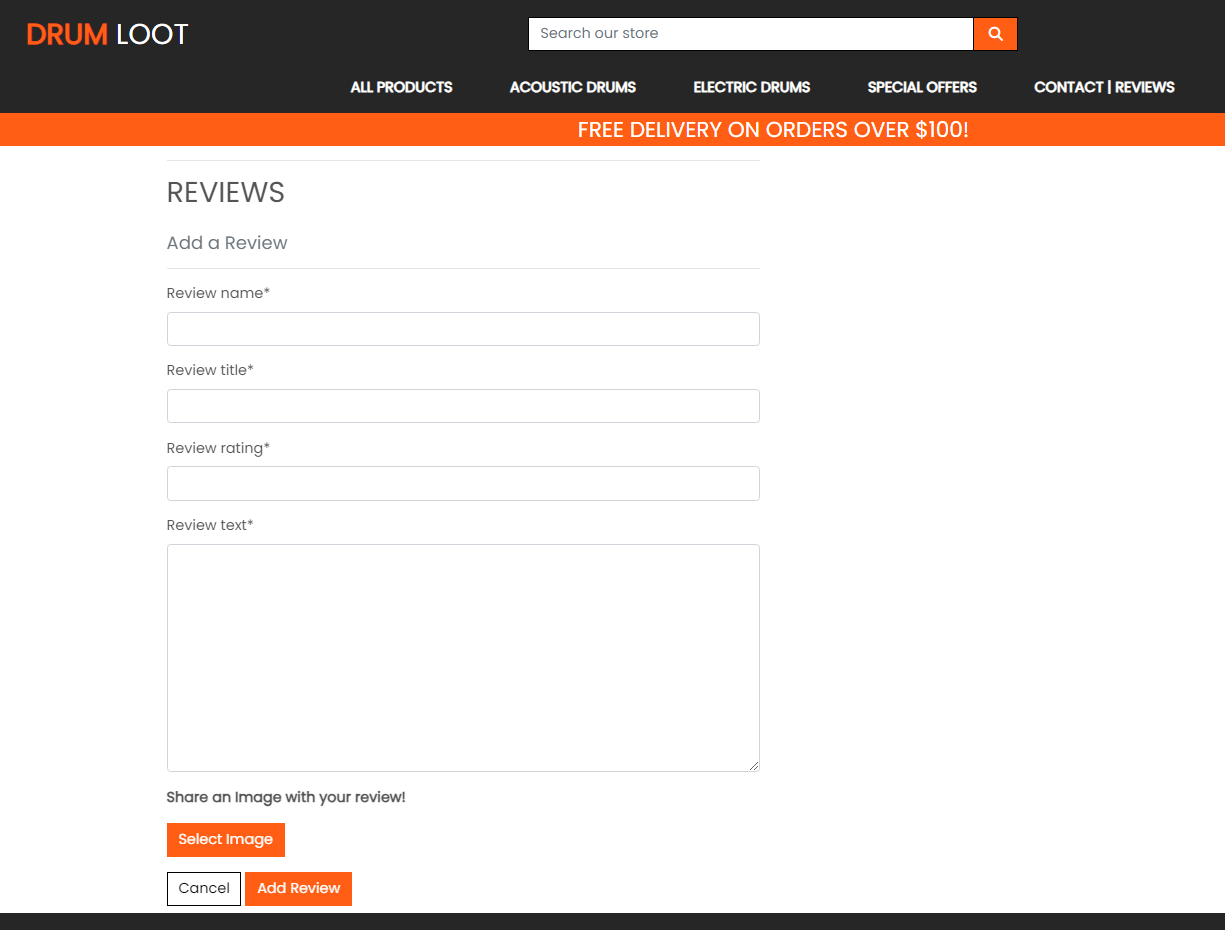 DRUM LOOT
Search our store
ALL PRODUCTS ACOUSTIC DRUMS ELECTRIC DRUMS SPECIAL OFFERS CONTACT | REVIEWS
FREE DELIVERY ON ORDERS OVER $100!
REVIEWS
Add a Review
Review name*
Review title*
Review rating*
Review text*
Share an Image with your review!
Select Image
Cancel Add Review